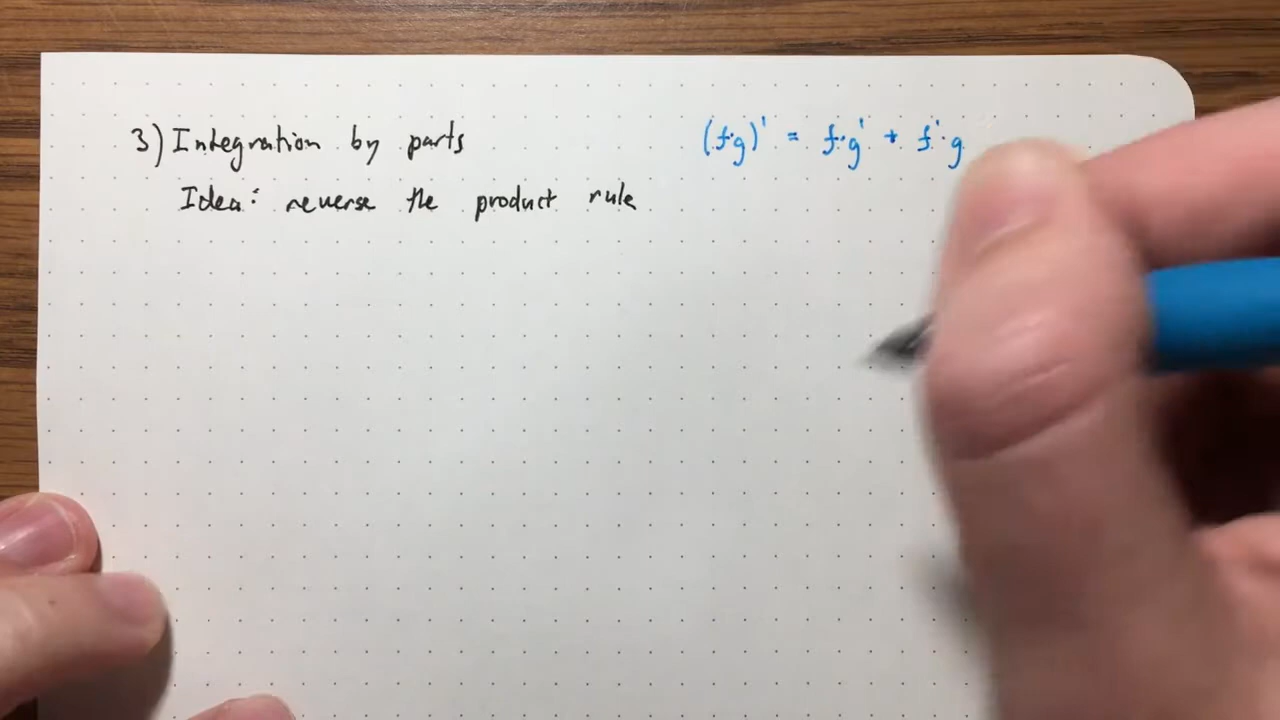 3) Integration by parts
(f·g)' = f·g' + f'·g
Idea: reverse the product rule